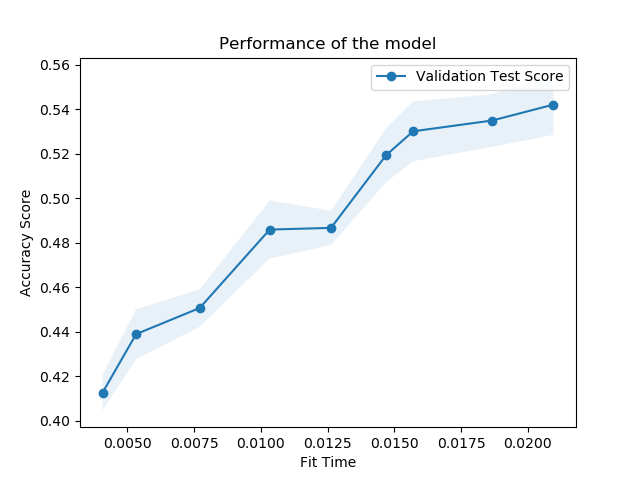 Performance of the model
Validation Test Score
Accuracy Score
0.56
0.54
0.52
0.50
0.48
0.46
0.44
0.42
0.40
0.0050 0.0075 0.0100 0.0125 0.0150 0.0175 0.0200
Fit Time